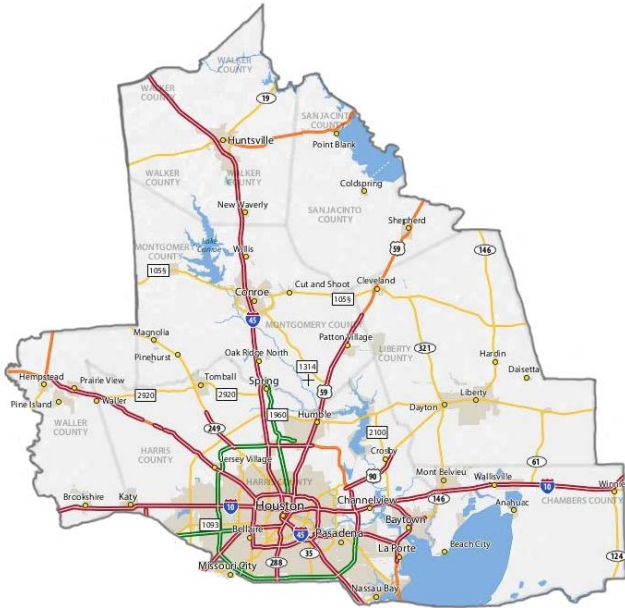 WALKER
COUNTY
WALKER
COUNTY
19
SAN JACINTO
COUNTY
Huntsville
Point Blank
WALKER
COUNTY
WALKER
COUNTY
Coldspring
New Waverly
SAN JACINTO
COUNTY
Shepherd
MONTGOMERY
COUNTY
Lake
Conroe
Willis
59
146
105§
Cut and Shoot
Cleveland
Conroe
105§
45
MONTGOMERY COUNTY
Magnolia
Patton Village
LIBERTY
COUNTY
321
Pinehurst
Oak Ridge North
Hardin
1314
Daisetta
Hempstead
Prairie View
Tomball
Spring
59
Pine Island
Waller
2920
2920
Liberty
Dayton
WALLER
COUNTY
249
1960
Humble
2100
HARRIS
COUNTY
Jersey Village
Crosby
61
HARRIS COUNTY
90
Mont Belvieu
Wallisville
10
Winnie
Brookshire
Katy
10
Houston
Channelview
146
CHAMBERS COUNTY
Anahuac
1093
Bellaire
45
Pasadena
Baytown
35
La Porte
Beach City
124
Missouri City
288
Nassau Bay